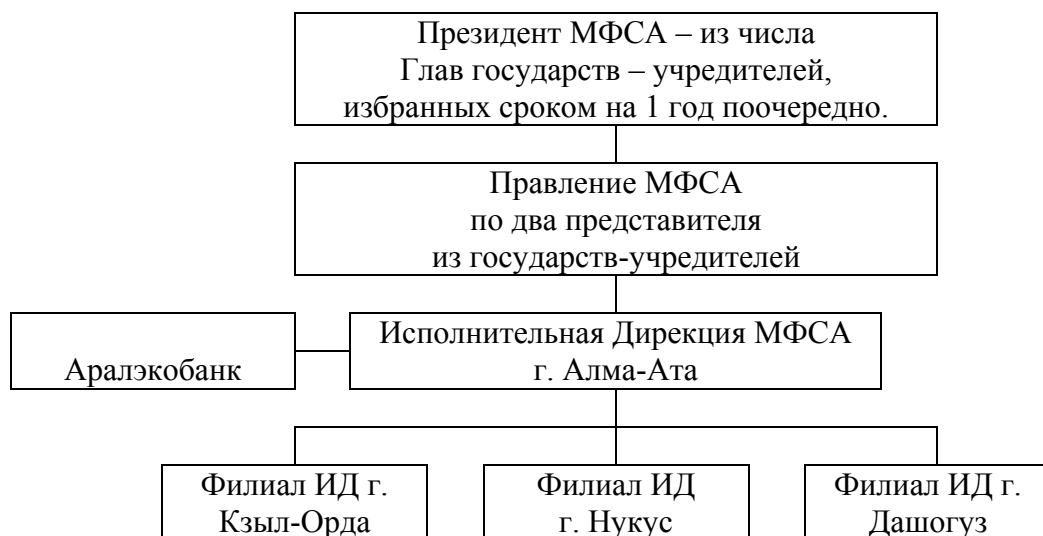 Президент МФСА – из числа
Глав государств – учредителей,
избранных сроком на 1 год поочередно.
Правление МФСА
по два представителя
из государств-учредителей
Аралэкобанк
Исполнительная Дирекция МФСА
г. Алма-Ата
Филиал ИД г.
Кзыл-Орда
Филиал ИД
г. Нукус
Филиал ИД г.
Дашогуз